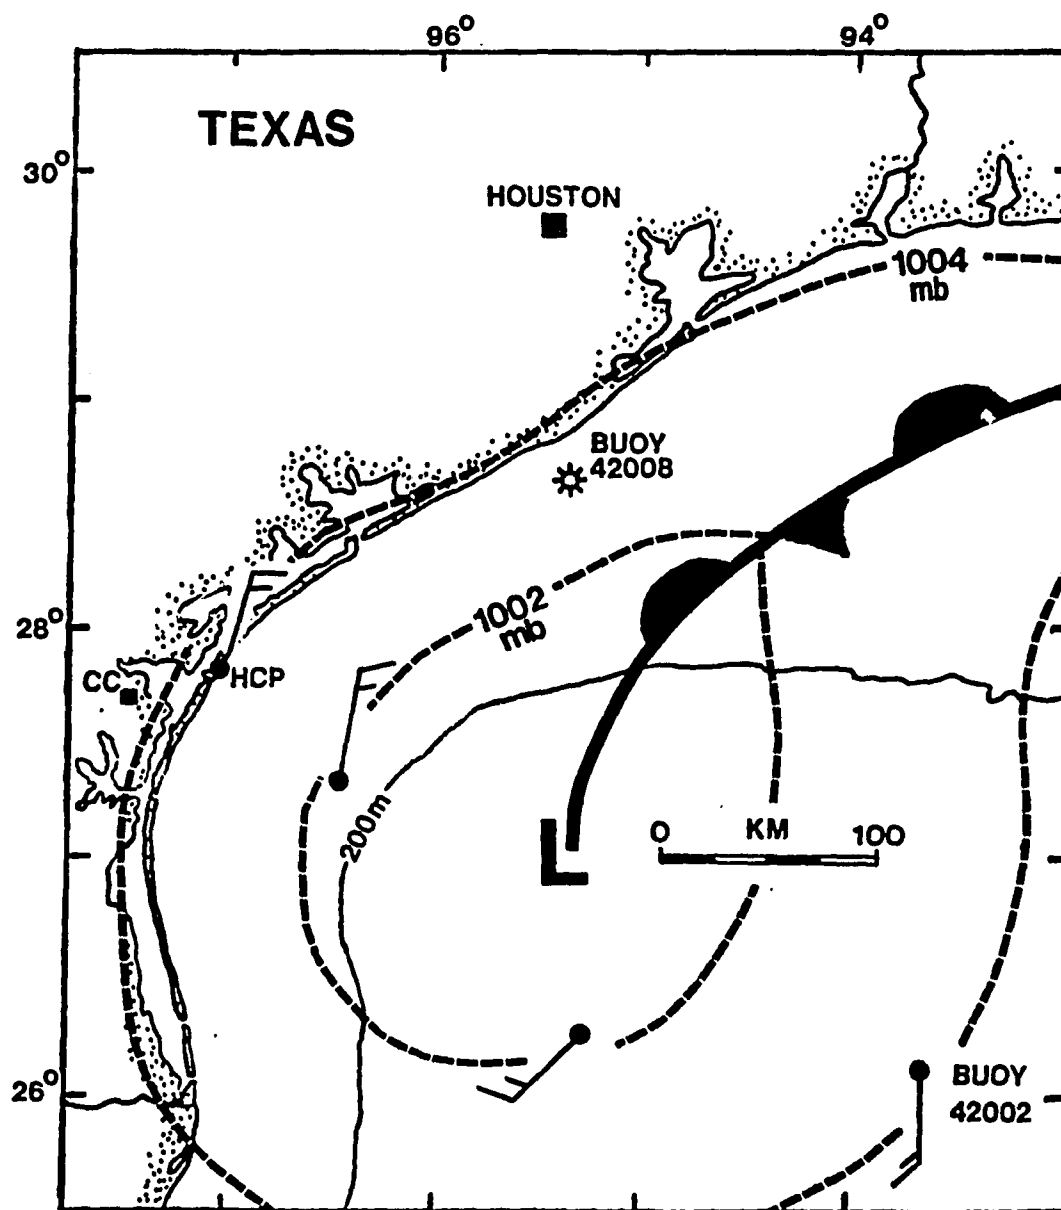 96°
94°
TEXAS
30°
HOUSTON
1004
mb
BUOY
42008
1002
mb
28°
CC
HCP
200m
L
0 KM 100
26°
BUOY
42002